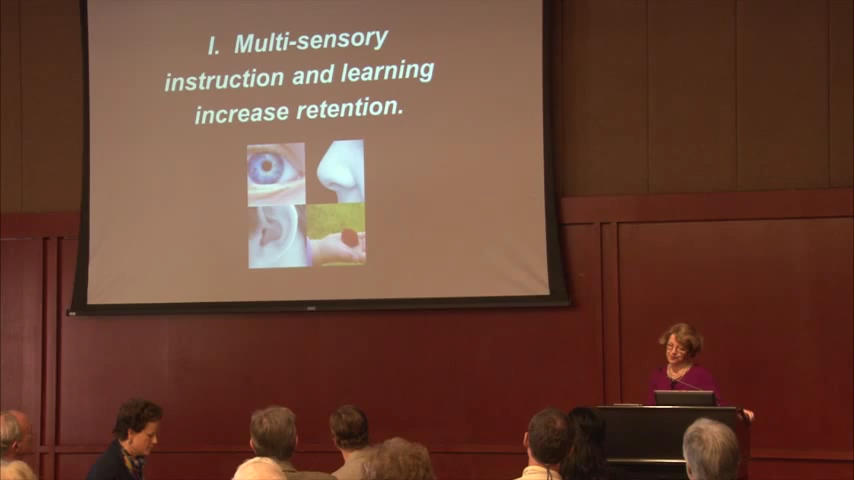 I. Multi-sensory
instruction and learning
increase retention.